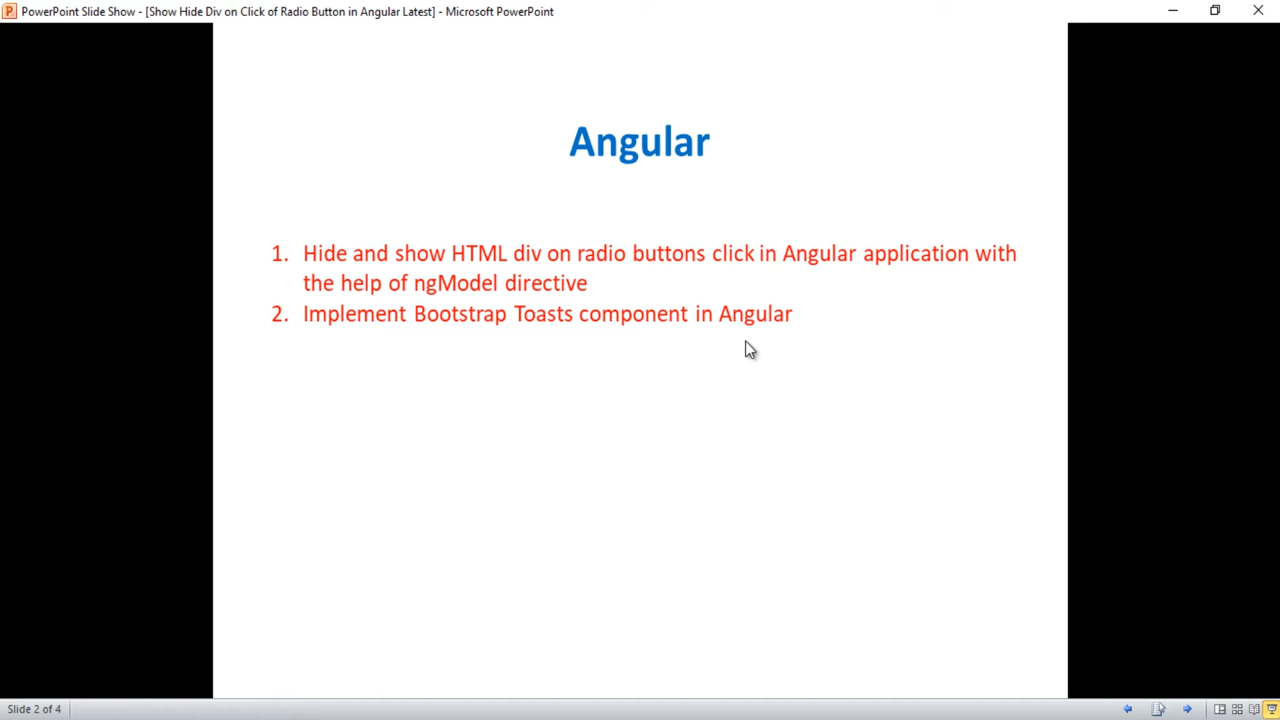 PowerPoint Slide Show - [Show Hide Div on Click of Radio Button in Angular Latest] - Microsoft PowerPoint
Angular
1. Hide and show HTML div on radio buttons click in Angular application with
the help of ngModel directive
2. Implement Bootstrap Toasts component in Angular
Slide 2 of 4